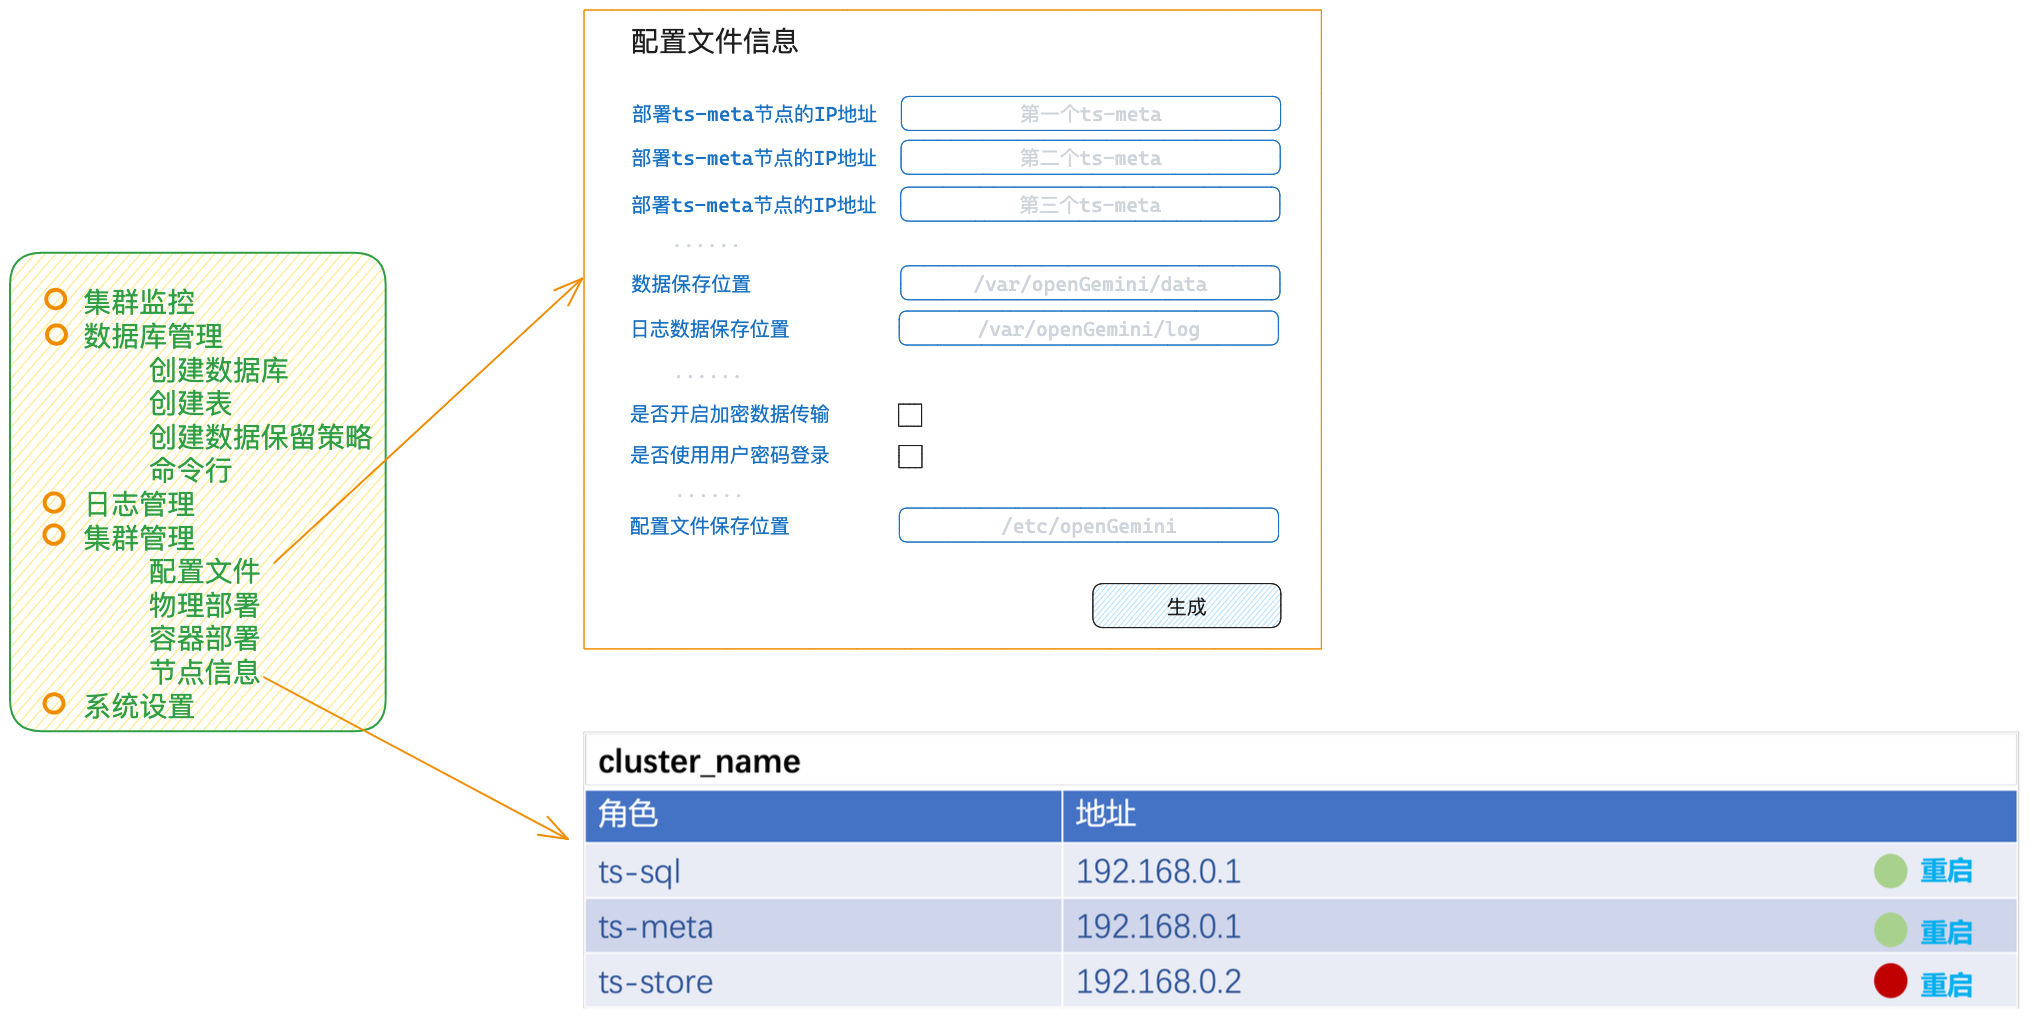 集群监控
数据库管理
创建数据库
创建表
创建数据保留策略
命令行
日志管理
集群管理
配置文件
物理部署
容器部署
节点信息
系统设置
配置文件信息
部署ts-meta节点的IP地址 第一个ts-meta
部署ts-meta节点的IP地址 第二个ts-meta
部署ts-meta节点的IP地址 第三个ts-meta
······
数据保存位置 /var/openGemini/data
日志数据保存位置 /var/openGemini/log
······
是否开启加密数据传输
是否使用用户密码登录
······
配置文件保存位置 /etc/openGemini
生成
cluster_name
角色 地址
ts-sql 192.168.0.1 重启
ts-meta 192.168.0.1 重启
ts-store 192.168.0.2 重启